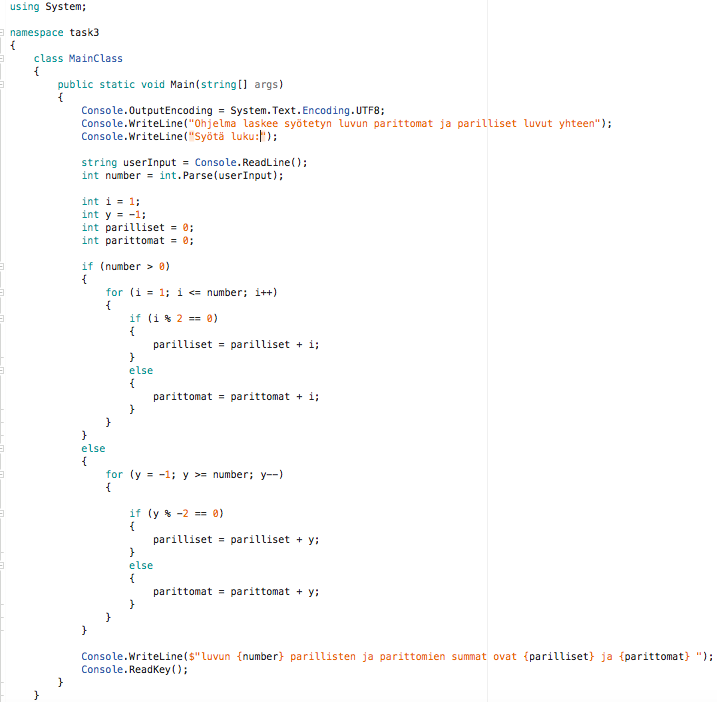 using System;
namespace task3
{
class MainClass
{
public static void Main(string[] args)
{
Console.OutputEncoding = System.Text.Encoding.UTF8;
Console.WriteLine("Ohjelma laskee syötetyn luvun parittomat ja parilliset luvut yhteen");
Console.WriteLine("Syötä luku:");
string userInput = Console.ReadLine();
int number = int.Parse(userInput);
int i = 1;
int y = -1;
int parilliset = 0;
int parittomat = 0;
if (number > 0)
{
for (i = 1; i <= number; i++)
{
if (i % 2 == 0)
{
parilliset = parilliset + i;
}
else
{
parittomat = parittomat + i;
}
}
}
else
{
for (y = -1; y >= number; y--)
{
if (y % -2 == 0)
{
parilliset = parilliset + y;
}
else
{
parittomat = parittomat + y;
}
}
}
Console.WriteLine($"luvun {number} parillisten ja parittomien summat ovat {parilliset} ja {parittomat} ");
Console.ReadKey();
}
}